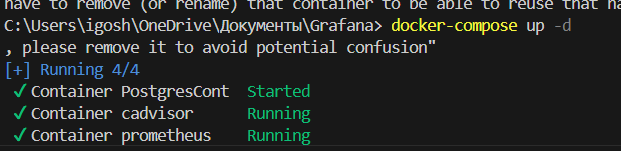 have to remove (or rename) that container to be able to reuse that na
C:\Users\igosh\OneDrive\Документы\Grafana> docker-compose up -d
, please remove it to avoid potential confusion"
[+] Running 4/4
✓ Container PostgresCont Started
✓ Container cadvisor Running
✓ Container prometheus Running